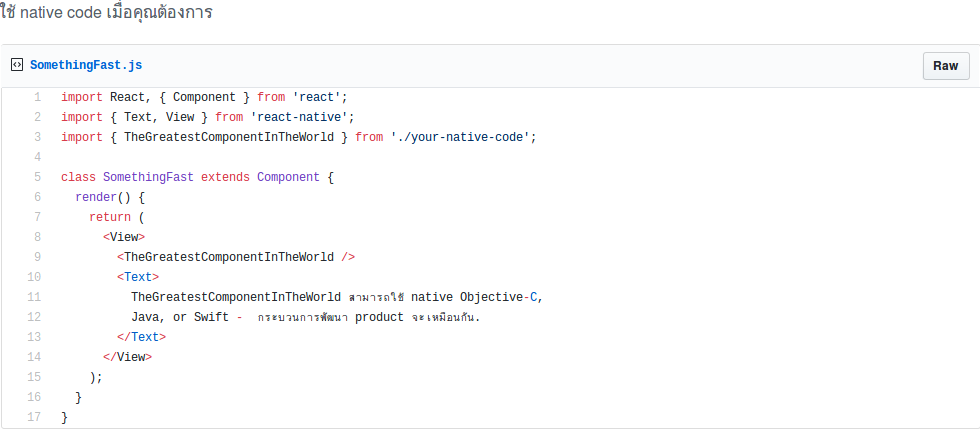 ใช้ native code เมื่อคุณต้องการ
SomethingFast.js
Raw
1 import React, { Component } from 'react';
2 import { Text, View } from 'react-native';
3 import { TheGreatestComponentInTheWorld } from './your-native-code';
4
5 class SomethingFast extends Component {
6   render() {
7     return (
8       <View>
9         <TheGreatestComponentInTheWorld />
10         <Text>
11           TheGreatestComponentInTheWorld สามารถใช้ native Objective-C,
12           Java, or Swift -  กระบวนการพัฒนา product จะเหมือนกัน.
13         </Text>
14       </View>
15     );
16   }
17 }